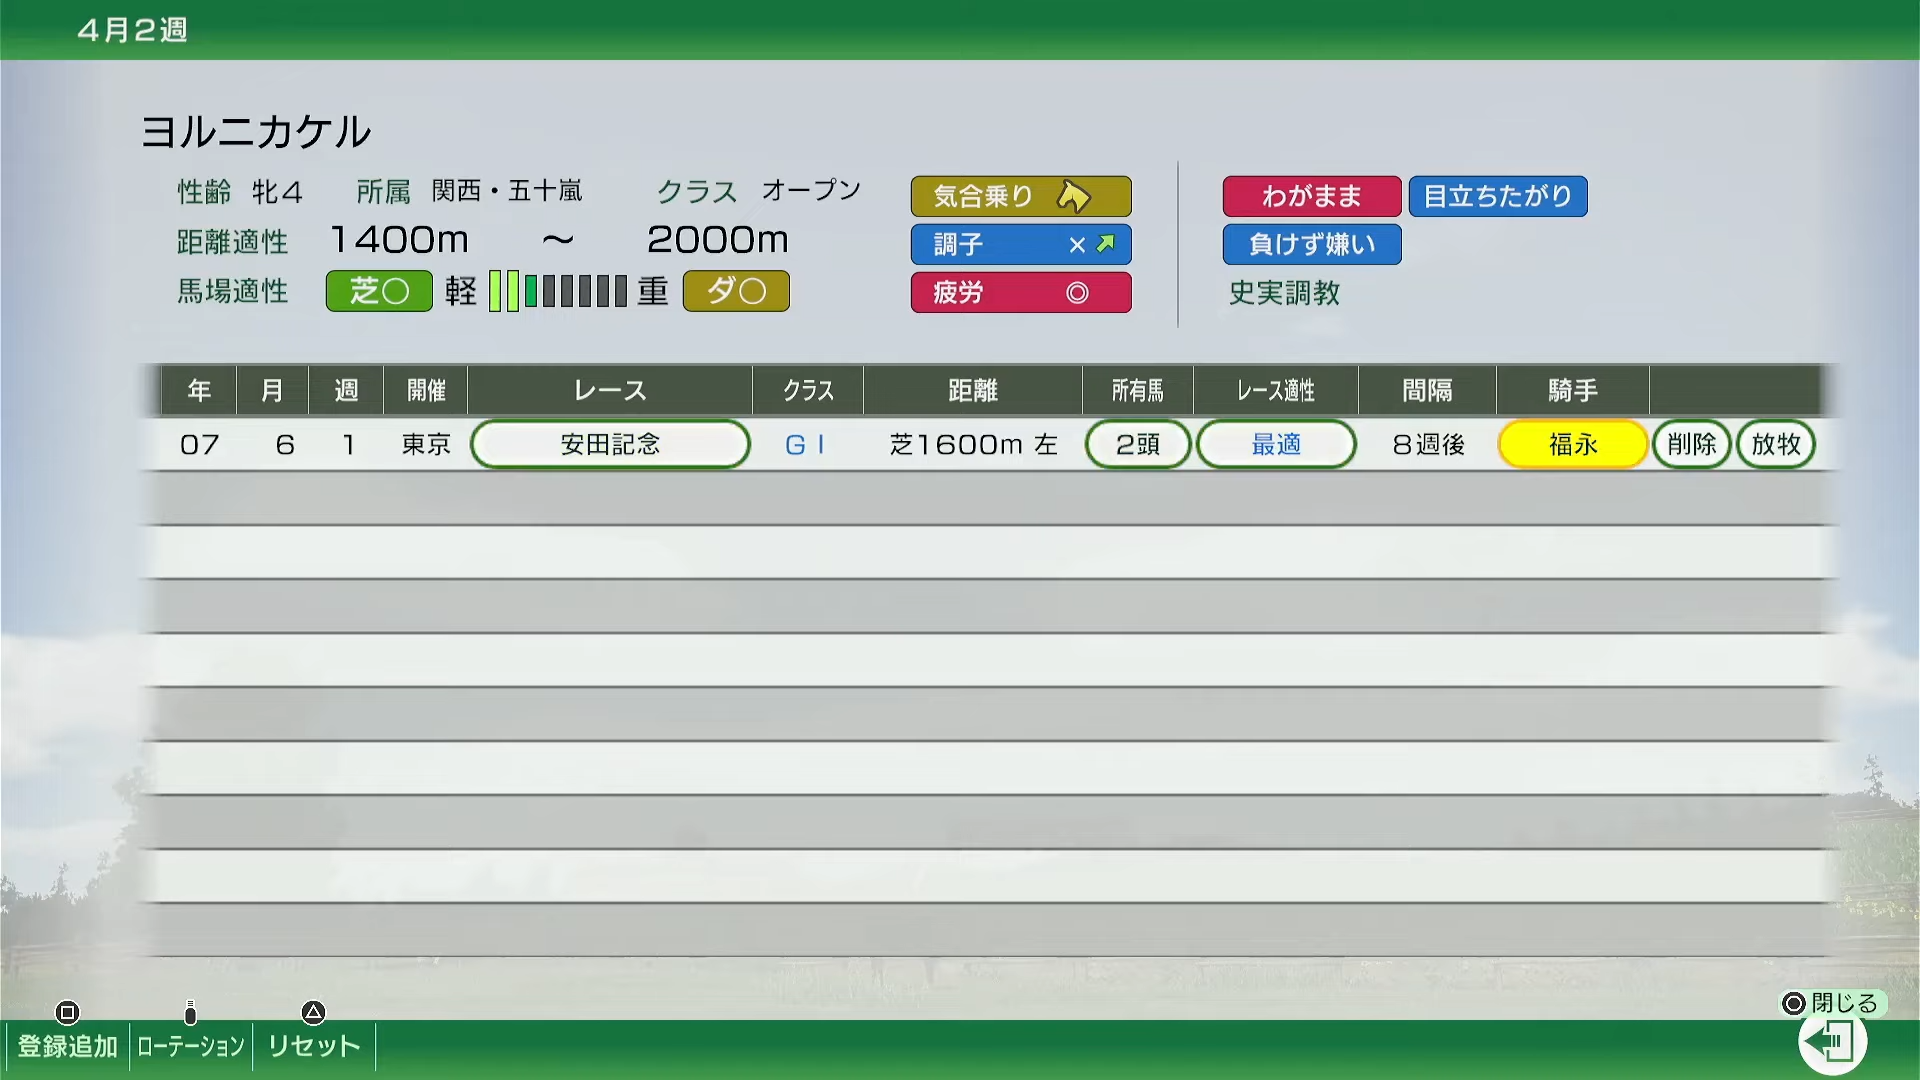 4月2週
ヨルニカケル
性齢 牝4 所属 関西・五十嵐 クラス オープン
距離適性 1400m ～ 2000m
馬場適性 芝○ 軽 重 ダ○
気合乗り
調子 ×
疲労 ◎
わがまま 目立ちたがり
負けず嫌い
史実調教
年 月 週 開催 レース クラス 距離 所有馬 レース適性 間隔 騎手
07 6 1 東京 安田記念 GⅠ 芝1600m 左 2頭 最適 8週後 福永 削除 放牧
閉じる
登録追加 ローテーション リセット